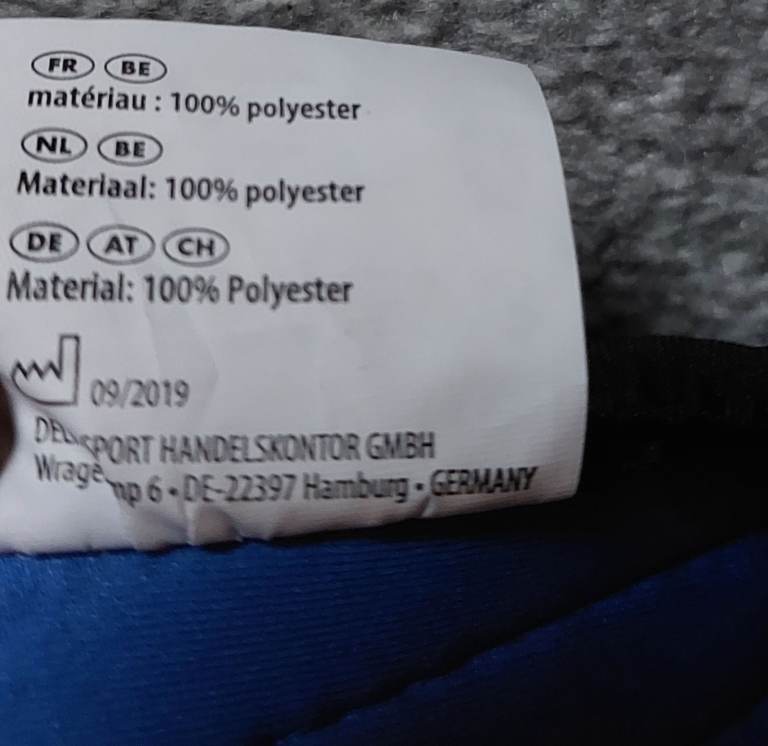 FR BE
matériau : 100% polyester
NL BE
Materiaal: 100% polyester
DE AT CH
Material: 100% Polyester
09/2019
HANDELSKONTOR GMBH
6 • DE-22397 Hamburg • GERMANY